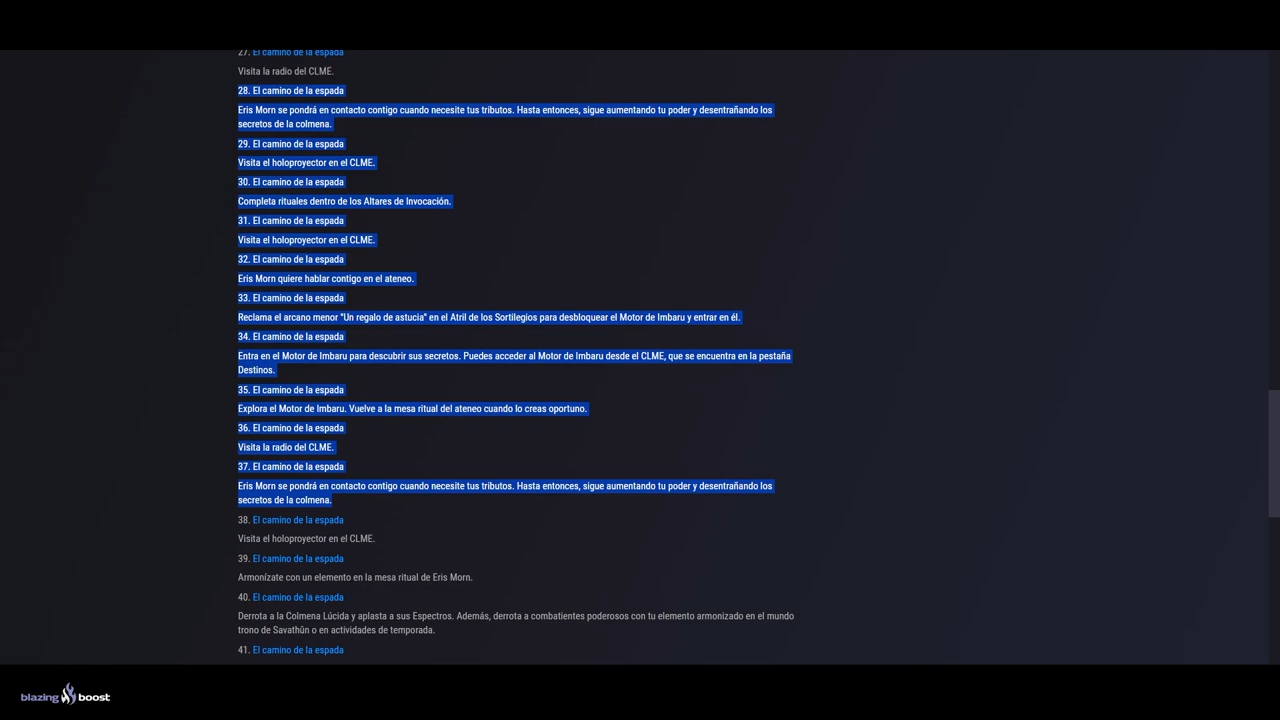 27. El camino de la espada
Visita la radio del CLME.
28. El camino de la espada
Eris Morn se pondrá en contacto contigo cuando necesite tus tributos. Hasta entonces, sigue aumentando tu poder y desentrañando los
secretos de la colmena.
29. El camino de la espada
Visita el holoproyector en el CLME.
30. El camino de la espada
Completa rituales dentro de los Altares de Invocación.
31. El camino de la espada
Visita el holoproyector en el CLME.
32. El camino de la espada
Eris Morn quiere hablar contigo en el ateneo.
33. El camino de la espada
Reclama el arcano menor "Un regalo de astucia" en el Atril de los Sortilegios para desbloquear el Motor de Imbaru y entrar en él.
34. El camino de la espada
Entra en el Motor de Imbaru para descubrir sus secretos. Puedes acceder al Motor de Imbaru desde el CLME, que se encuentra en la pestaña
Destinos.
35. El camino de la espada
Explora el Motor de Imbaru. Vuelve a la mesa ritual del ateneo cuando lo creas oportuno.
36. El camino de la espada
Visita la radio del CLME.
37. El camino de la espada
Eris Morn se pondrá en contacto contigo cuando necesite tus tributos. Hasta entonces, sigue aumentando tu poder y desentrañando los
secretos de la colmena.
38. El camino de la espada
Visita el holoproyector en el CLME.
39. El camino de la espada
Armonízate con un elemento en la mesa ritual de Eris Morn.
40. El camino de la espada
Derrota a la Colmena Lúcida y aplasta a sus Espectros. Además, derrota a combatientes poderosos con tu elemento armonizado en el mundo
trono de Savathûn o en actividades de temporada.
41. El camino de la espada
blazing boost